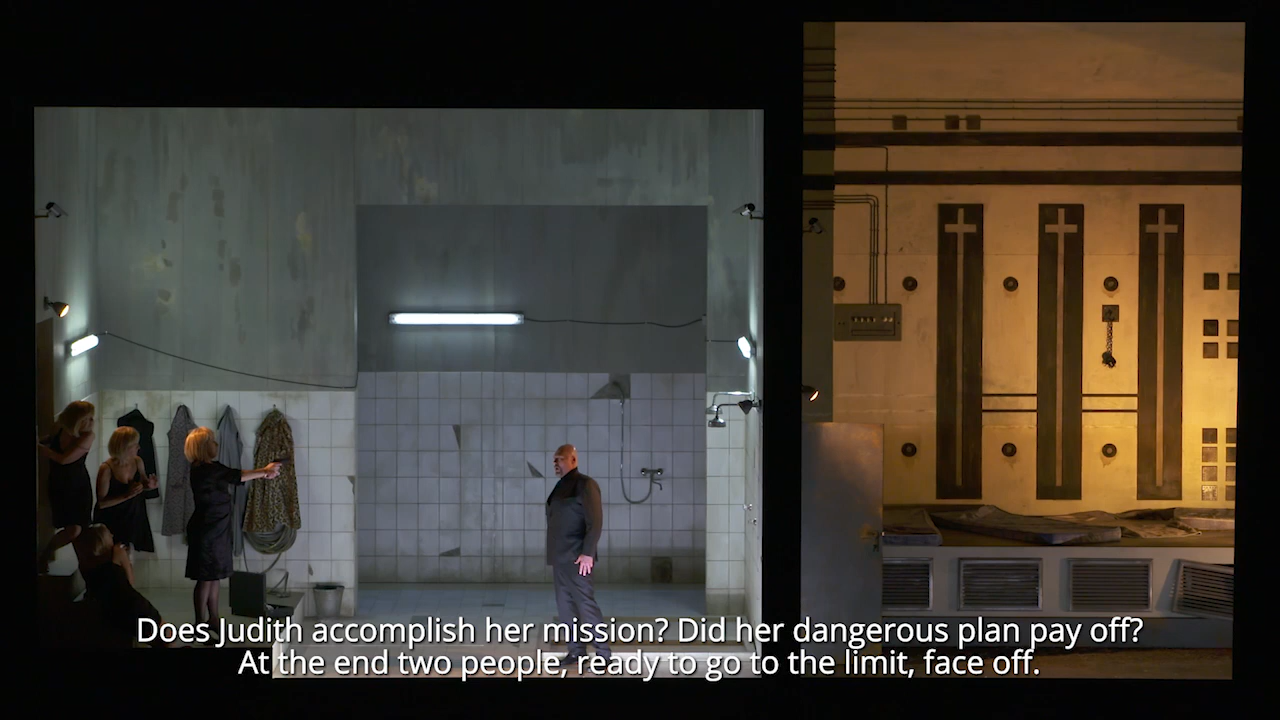 Does Judith accomplish her mission? Did her dangerous plan pay off?
At the end two people, ready to go to the limit, face off.